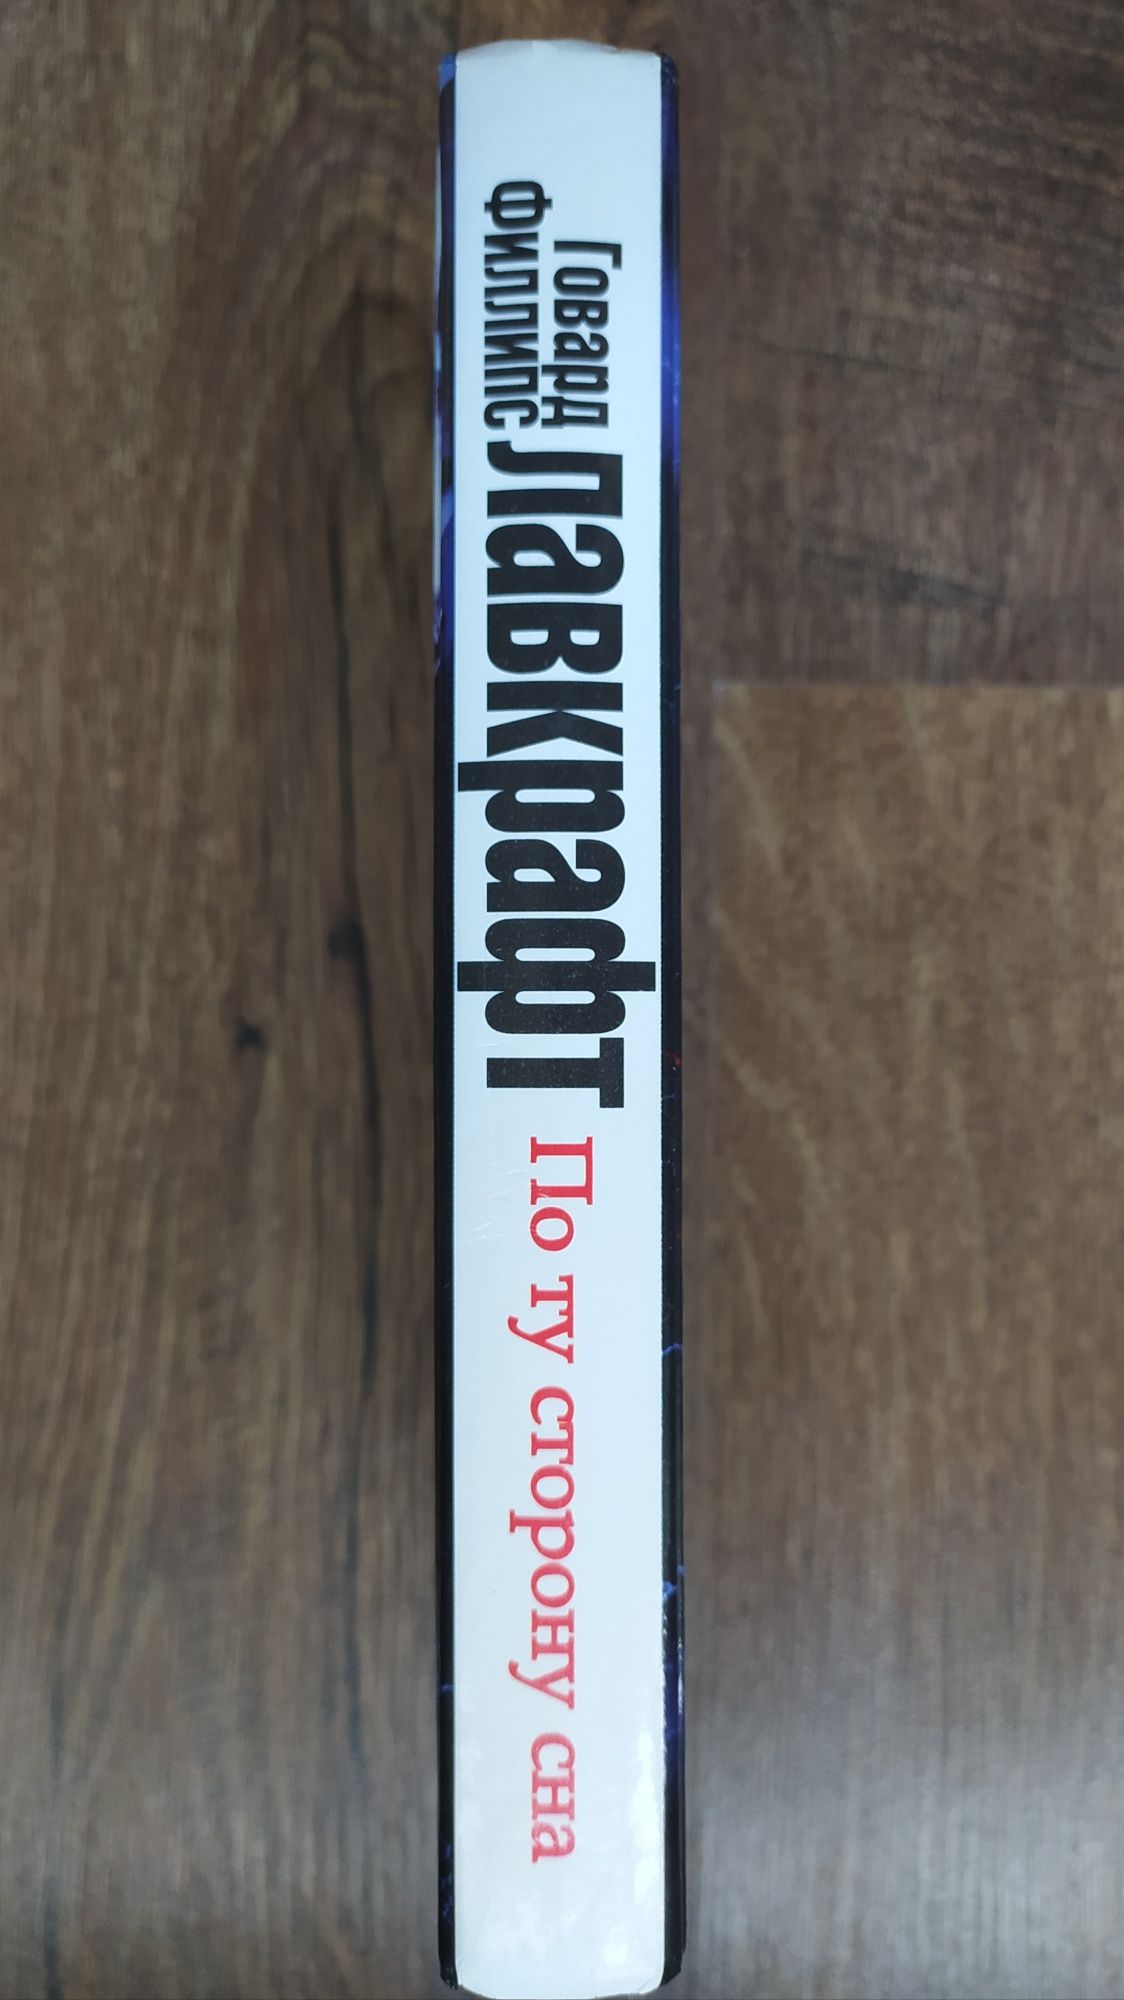 Говард
Филлипс
Лавкрафт
По ту сторону сна